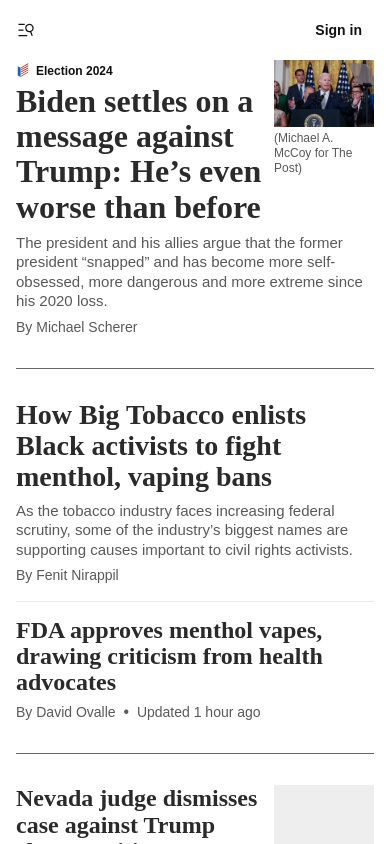 Sign in
Election 2024
Biden settles on a
message against
Trump: He’s even
worse than before
(Michael A.
McCoy for The
Post)
The president and his allies argue that the former
president “snapped” and has become more self-
obsessed, more dangerous and more extreme since
his 2020 loss.
By Michael Scherer
How Big Tobacco enlists
Black activists to fight
menthol, vaping bans
As the tobacco industry faces increasing federal
scrutiny, some of the industry’s biggest names are
supporting causes important to civil rights activists.
By Fenit Nirappil
FDA approves menthol vapes,
drawing criticism from health
advocates
By David Ovalle • Updated 1 hour ago
Nevada judge dismisses
case against Trump